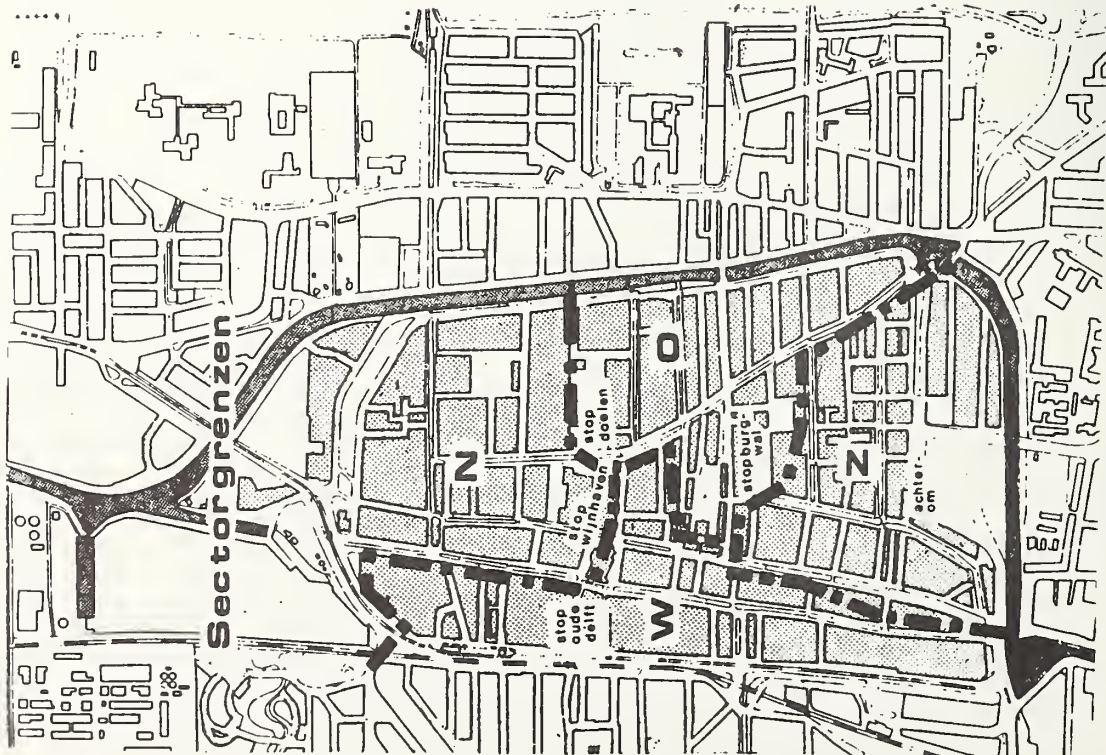 Sectorgrenzen
N
stop
doelen
stop
wijnhaven
O
stop burg-
wal
stop
oude
delft
W
Z
achter-
om